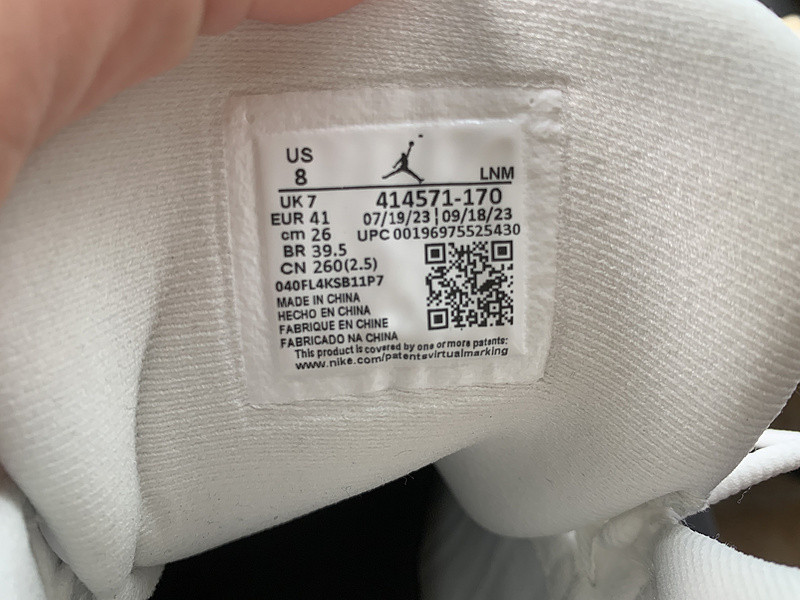 US
8
LNM
UK 7
414571-170
EUR 41
07/19/23 | 09/18/23
cm 26
UPC 00196975525430
BR 39.5
CN 260(2.5)
040FL4KSB11P7
MADE IN CHINA
HECHO EN CHINA
FABRIQUE EN CHINE
FABRICADO NA CHINA
This product is covered by one or more patents:
www.nike.com/patentsvirtualmarking